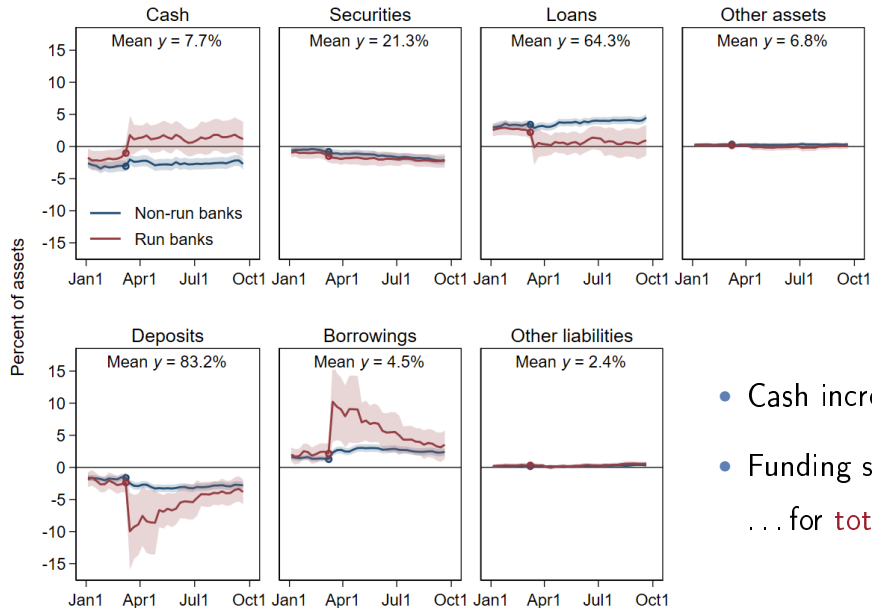 Cash
Mean y = 7.7%
Securities
Mean y = 21.3%
Loans
Mean y = 64.3%
Other assets
Mean y = 6.8%
15
10
5
0
-5
-10
-15
Non-run banks
Run banks
Jan1 Apr1 Jul1 Oct1
Jan1 Apr1 Jul1 Oct1
Jan1 Apr1 Jul1 Oct1
Jan1 Apr1 Jul1 Oct1
Percent of assets
Deposits
Mean y = 83.2%
Borrowings
Mean y = 4.5%
Other liabilities
Mean y = 2.4%
15
10
5
0
-5
-10
-15
Jan1 Apr1 Jul1 Oct1
Jan1 Apr1 Jul1 Oct1
Jan1 Apr1 Jul1 Oct1
• Cash
• Funding
... for